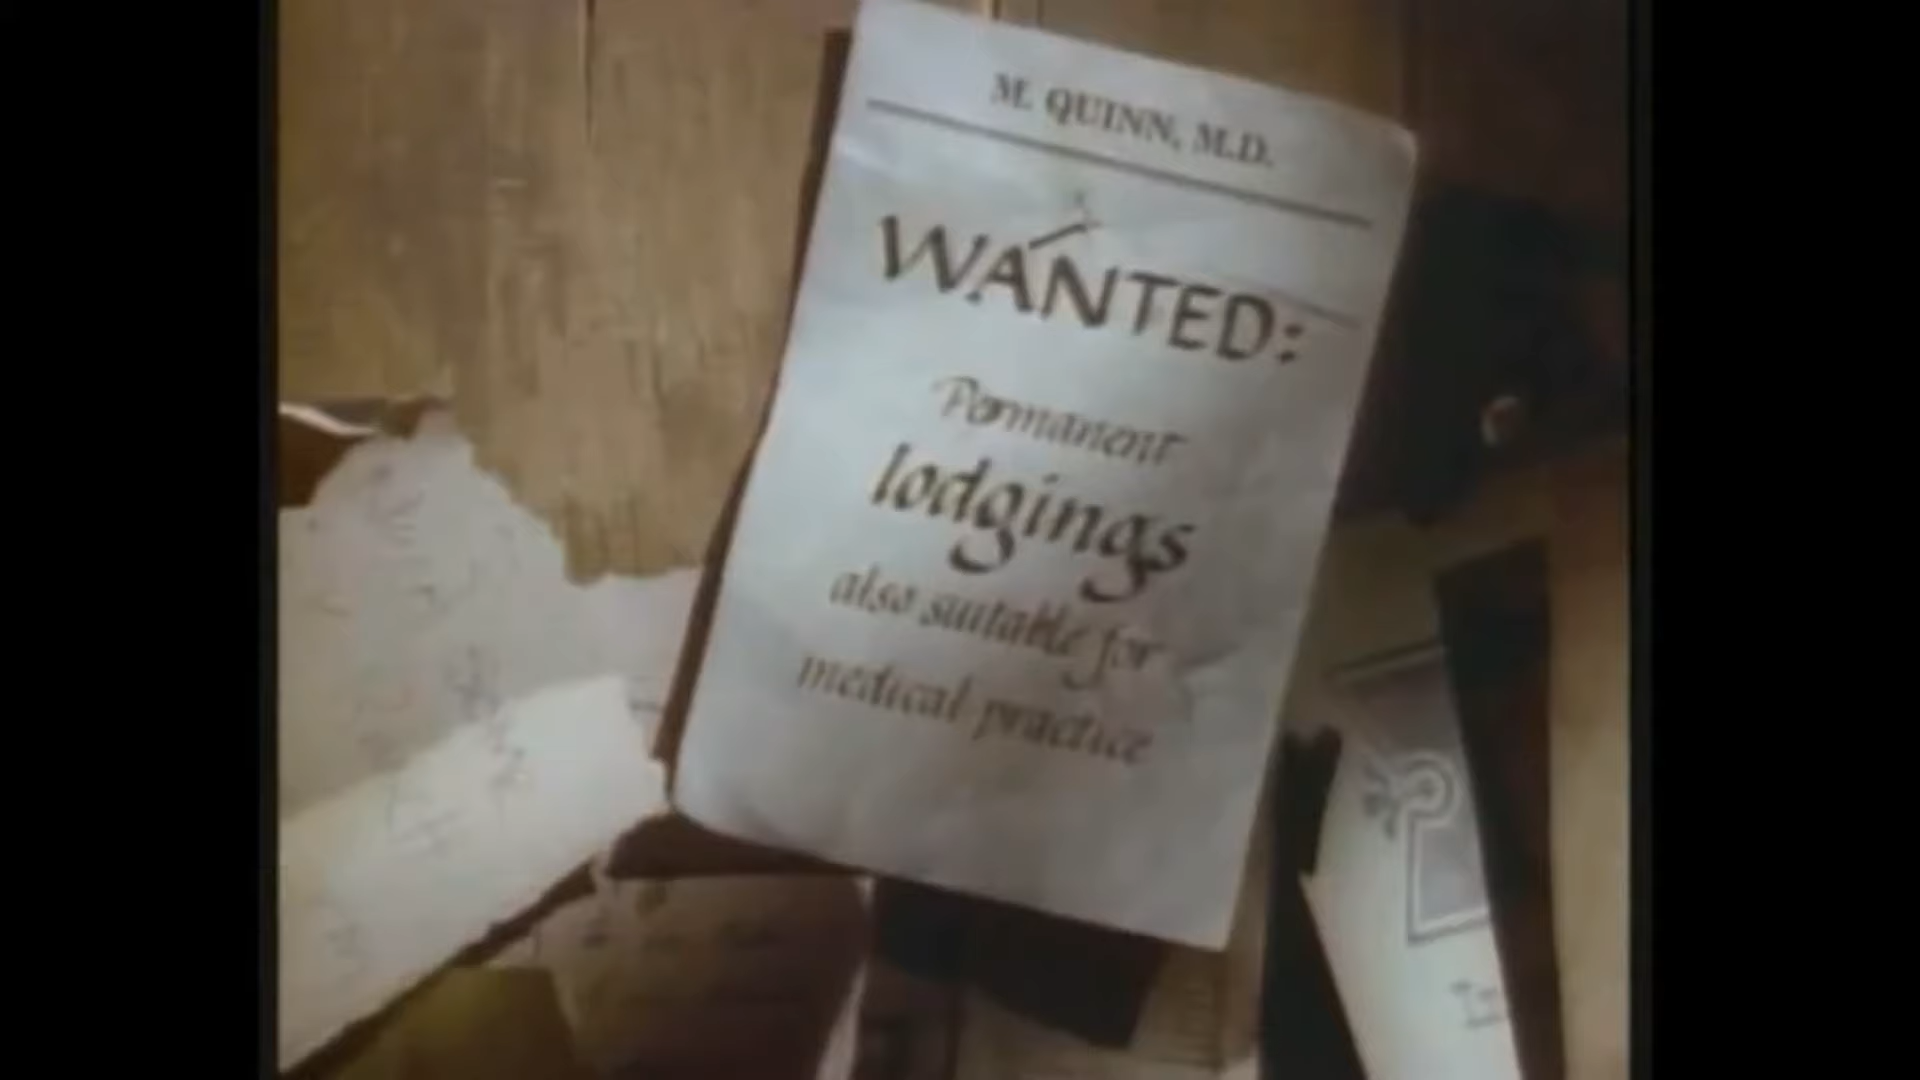 M. QUINN, M.D.
WANTED:
Permanent
lodgings
also suitable for
medical practice